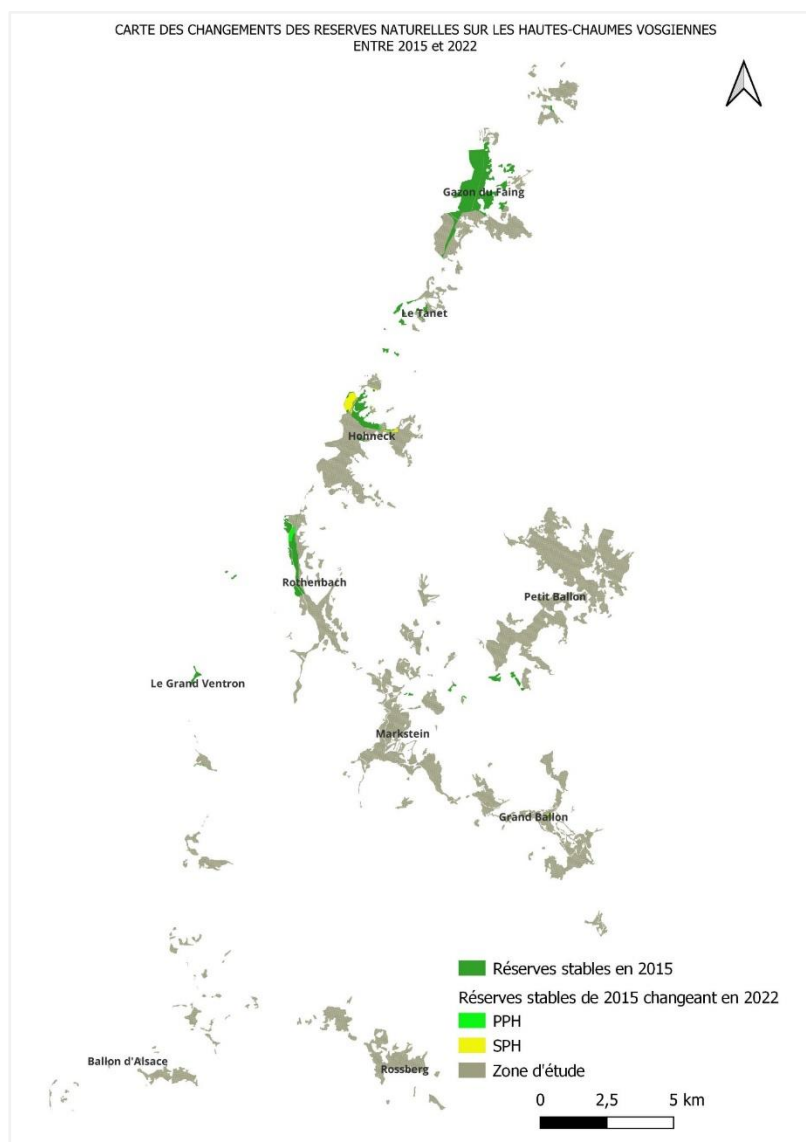 CARTE DES CHANGEMENTS DES RESERVES NATURELLES SUR LES HAUTES-CHAUMES VOSGIENNES
ENTRE 2015 et 2022
Gazon du Faing
Le Tanet
Hohneck
Rothenbach
Petit Ballon
Le Grand Ventron
Markstein
Grand Ballon
Ballon d'Alsace
Rossberg
Réserves stables en 2015
Réserves stables de 2015 changeant en 2022
PPH
SPH
Zone d'étude
0 2,5 5 km